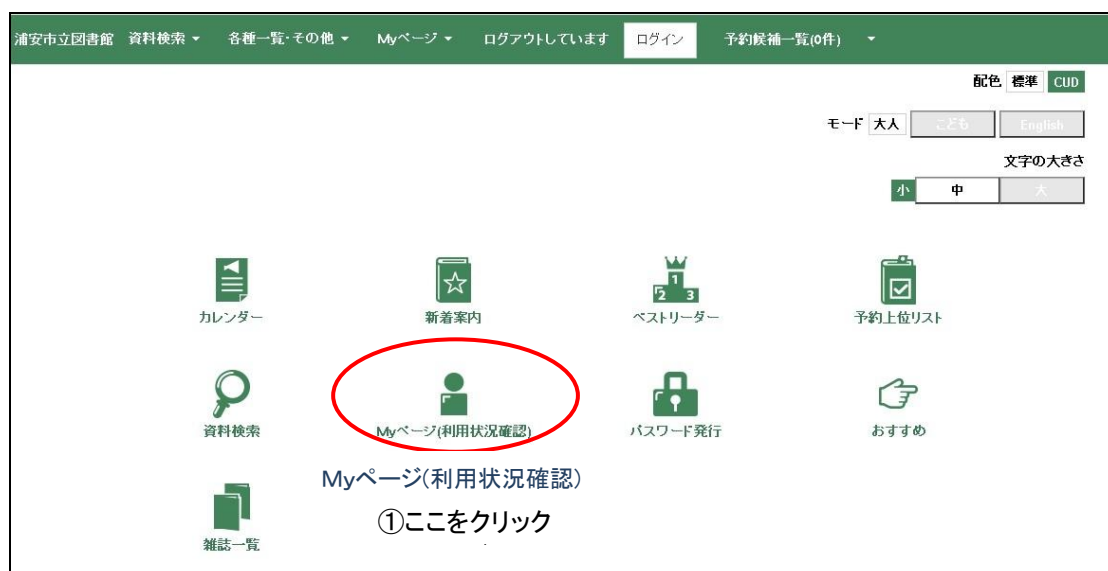 浦安市立図書館 資料検索 各種一覧・その他 Myページ ログアウトしています ログイン 予約候補一覧(0件)
配色 標準 CUD
モード 大人 こども English
文字の大きさ
小 中 大
カレンダー 新着案内 ベストリーダー 予約上位リスト
資料検索 Myページ(利用状況確認) パスワード発行 おすすめ
Myページ(利用状況確認)
①ここをクリック
雑誌一覧